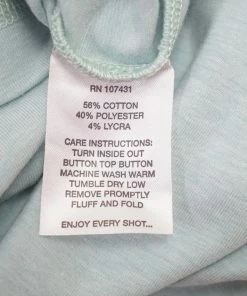 RN 107431
56% COTTON
40% POLYESTER
4% LYCRA
CARE INSTRUCTIONS:
TURN INSIDE OUT
BUTTON TOP BUTTON
MACHINE WASH WARM
TUMBLE DRY LOW
REMOVE PROMPTLY
FLUFF AND FOLD
ENJOY EVERY SHOT...